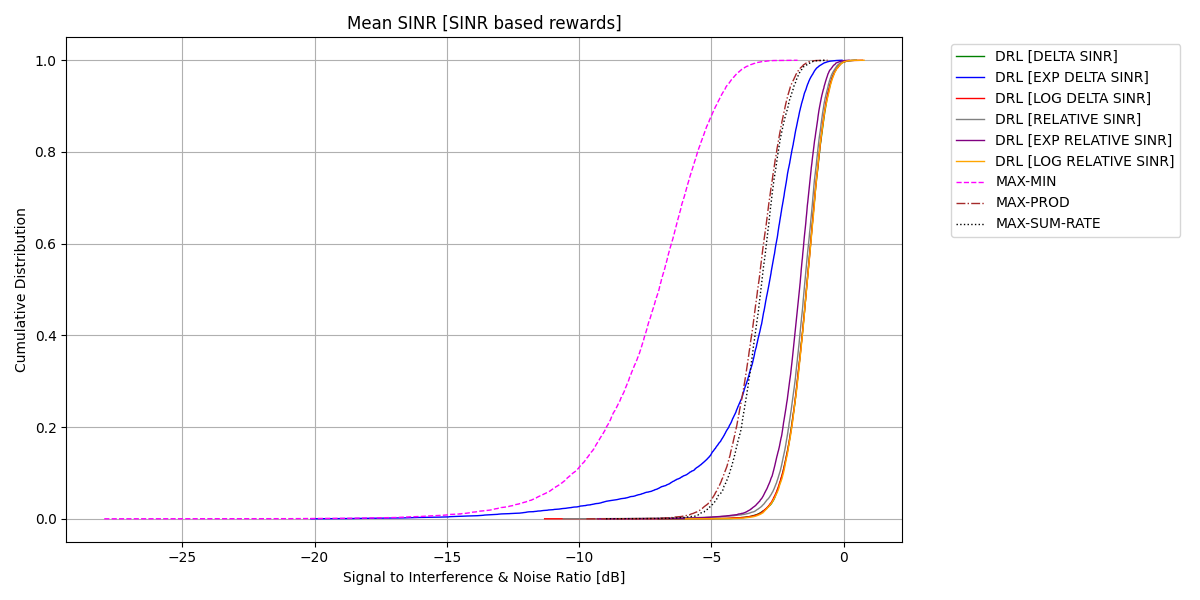 Mean SINR [SINR based rewards]
1.0
0.8
0.6
0.4
0.2
0.0
Cumulative Distribution
−25
−20
−15
−10
−5
0
Signal to Interference & Noise Ratio [dB]
DRL [DELTA SINR]
DRL [EXP DELTA SINR]
DRL [LOG DELTA SINR]
DRL [RELATIVE SINR]
DRL [EXP RELATIVE SINR]
DRL [LOG RELATIVE SINR]
MAX-MIN
MAX-PROD
MAX-SUM-RATE